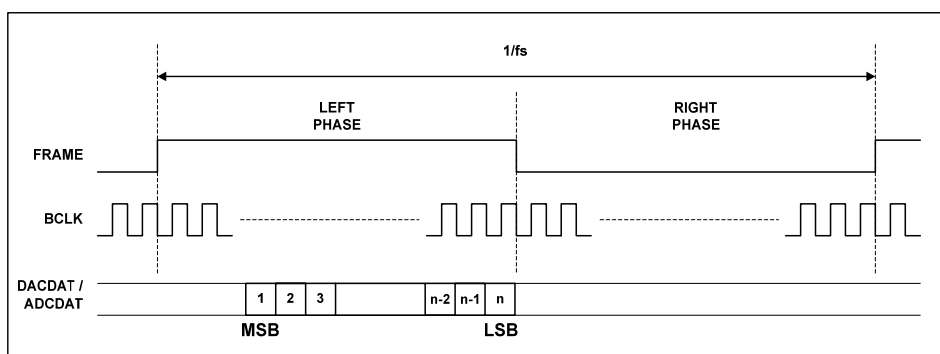 1/fs
LEFT
PHASE
RIGHT
PHASE
FRAME
BCLK
DACDAT /
ADCDAT
1 2 3 n-2 n-1 n
MSB LSB